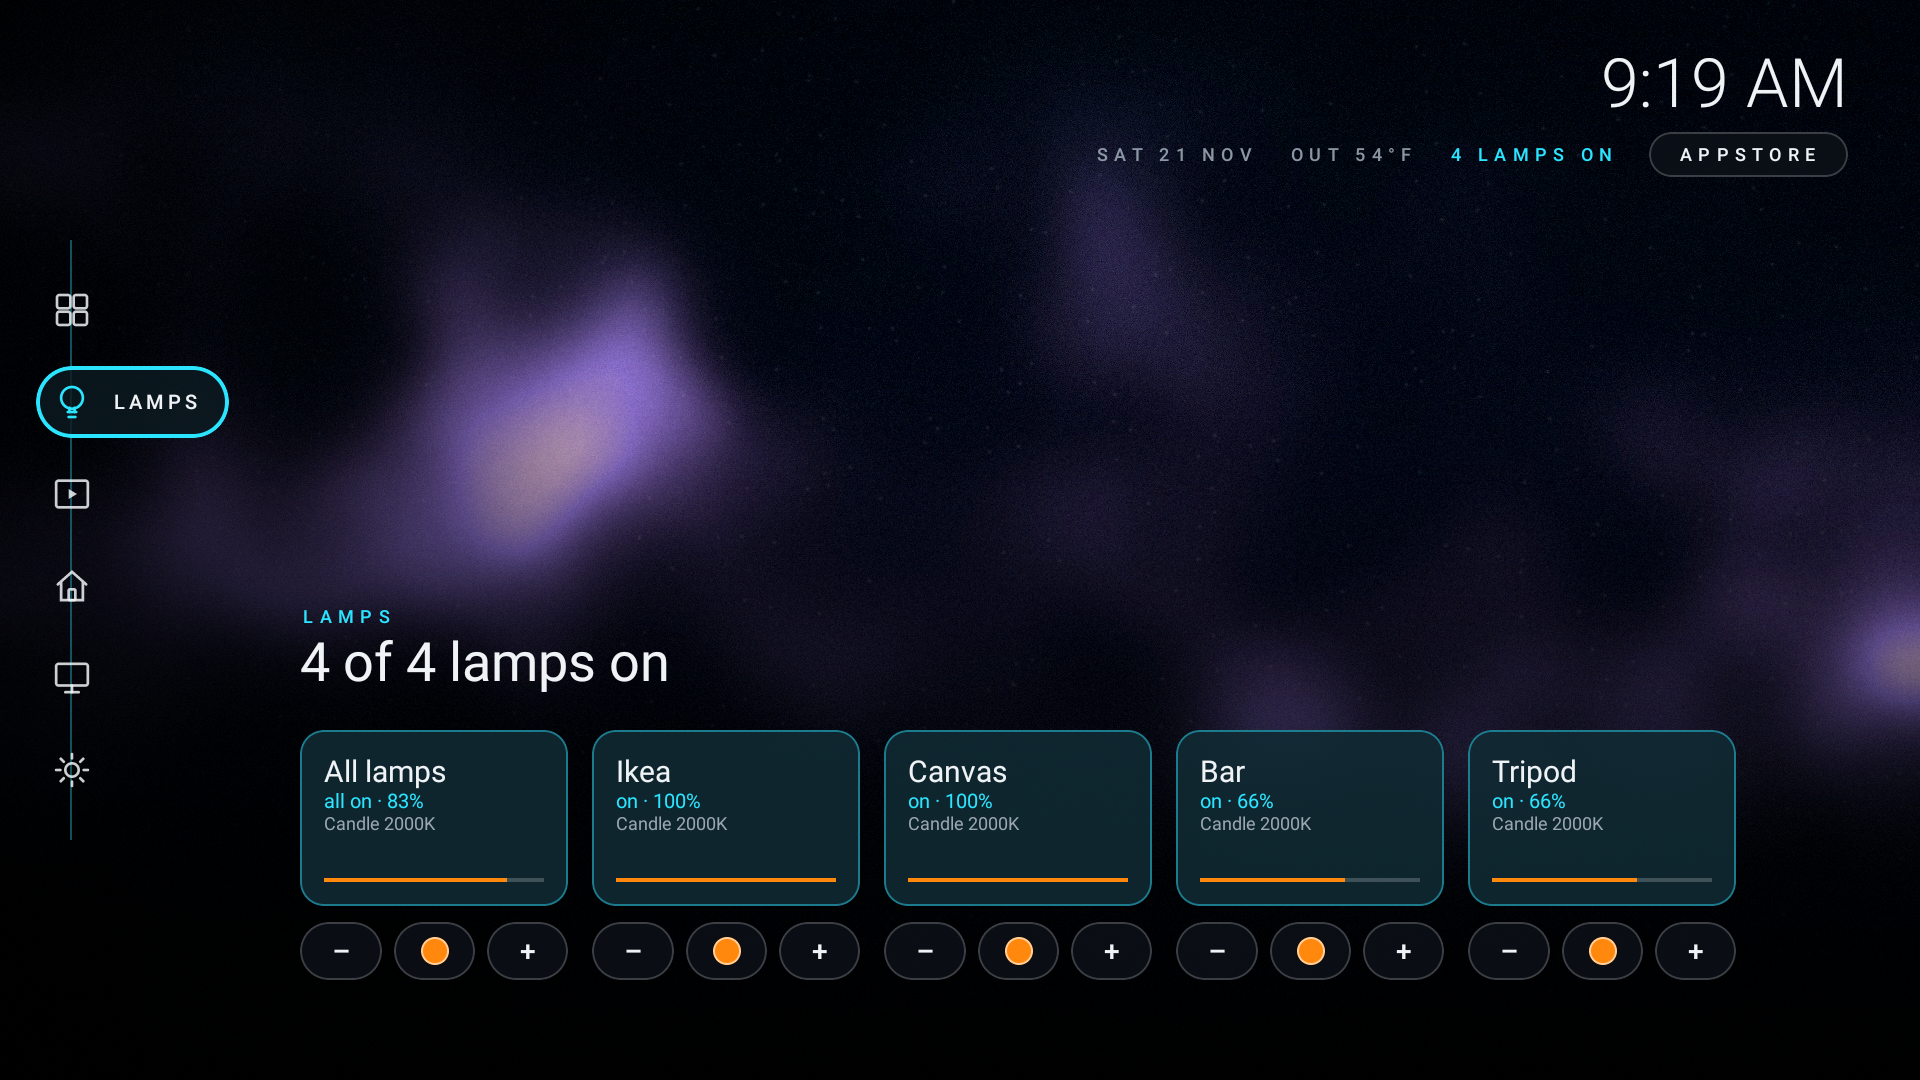 9:19 AM
SAT 21 NOV OUT 54°F 4 LAMPS ON APPSTORE
LAMPS
LAMPS
4 of 4 lamps on
All lamps
all on · 83%
Candle 2000K
Ikea
on · 100%
Candle 2000K
Canvas
on · 100%
Candle 2000K
Bar
on · 66%
Candle 2000K
Tripod
on · 66%
Candle 2000K
− +
− +
− +
− +
− +